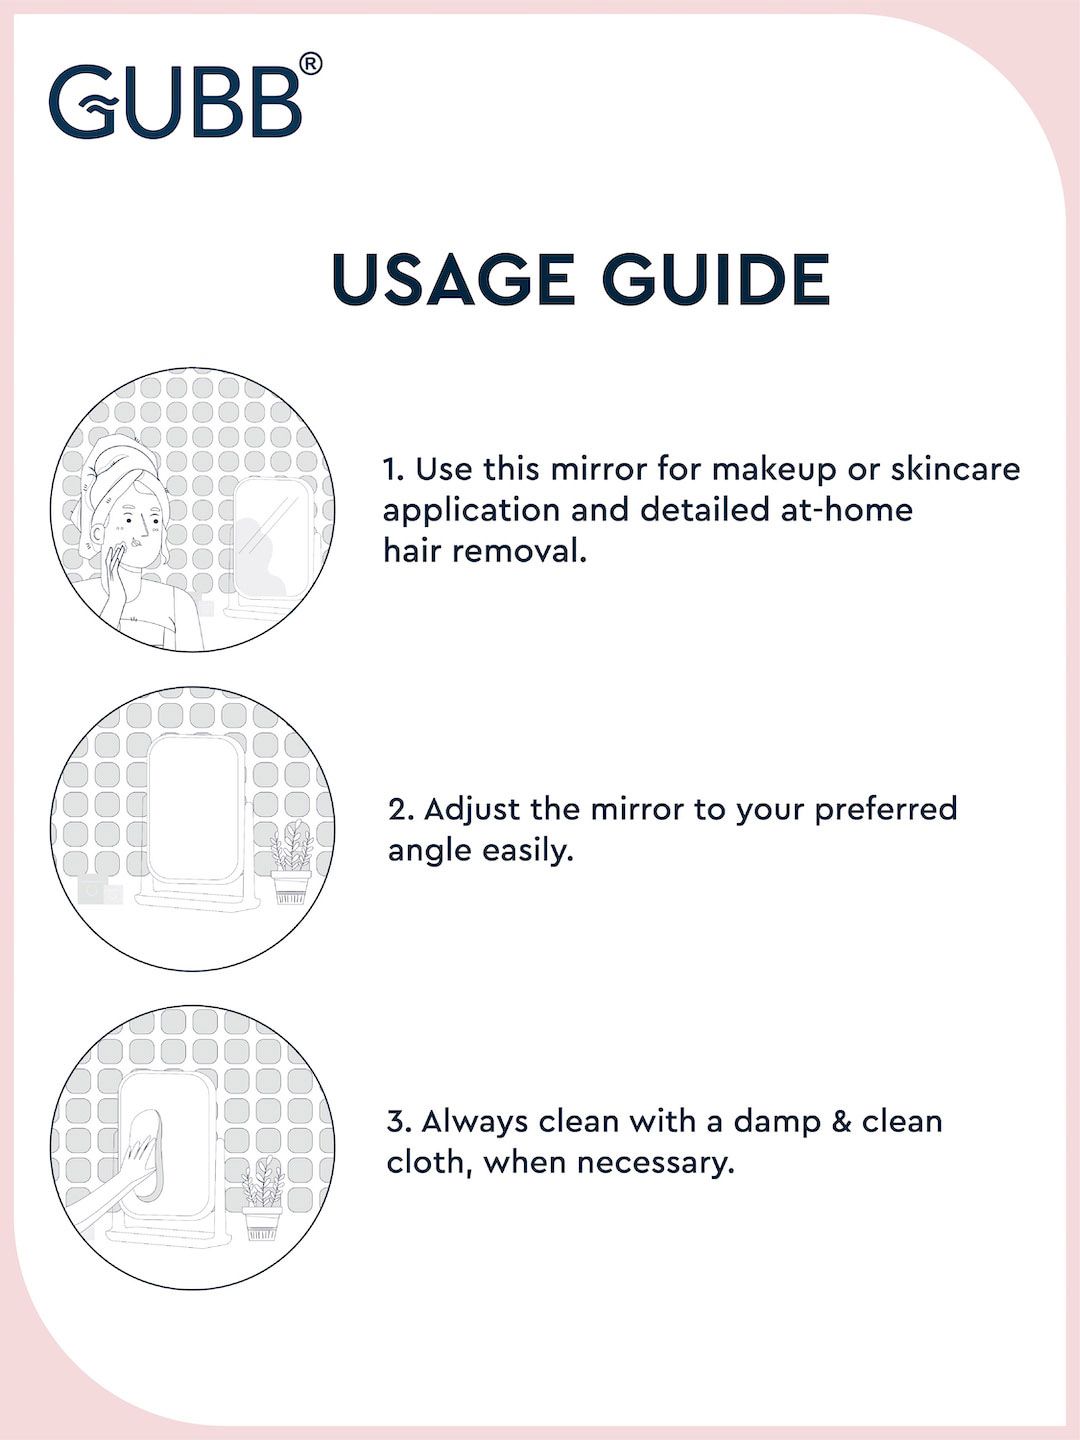 GUBB®
USAGE GUIDE
1. Use this mirror for makeup or skincare
application and detailed at-home
hair removal.
2. Adjust the mirror to your preferred
angle easily.
3. Always clean with a damp & clean
cloth, when necessary.